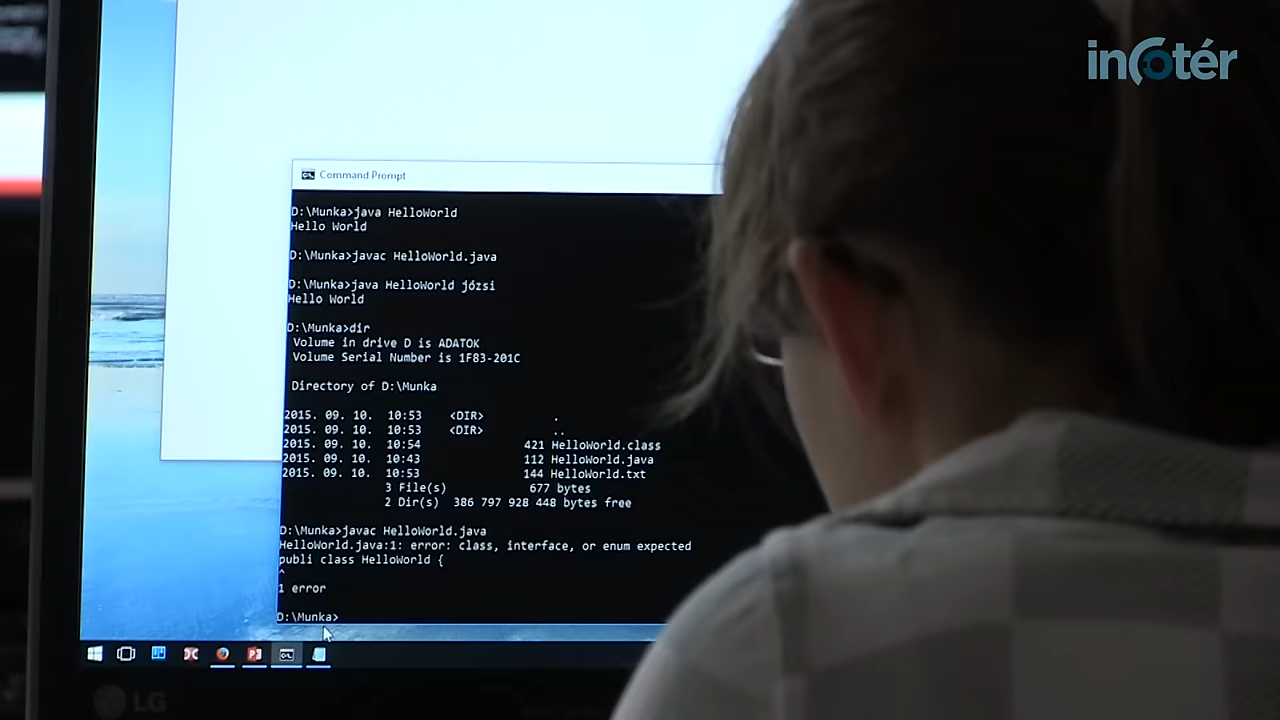 incotér
Command Prompt
D:\Munka>java HelloWorld
Hello World
D:\Munka>javac HelloWorld.java
D:\Munka>java HelloWorld józsi
Hello World
D:\Munka>dir
Volume in drive D is ADATOK
Volume Serial Number is 1F83-201C
Directory of D:\Munka
2015. 09. 10. 10:53 <DIR> .
2015. 09. 10. 10:53 <DIR> ..
2015. 09. 10. 10:54 421 HelloWorld.class
2015. 09. 10. 10:43 112 HelloWorld.java
2015. 09. 10. 10:53 144 HelloWorld.txt
3 File(s) 677 bytes
2 Dir(s) 386 797 928 448 bytes free
D:\Munka>javac HelloWorld.java
HelloWorld.java:1: error: class, interface, or enum expected
publi class HelloWorld {
^
1 error
D:\Munka>
LG